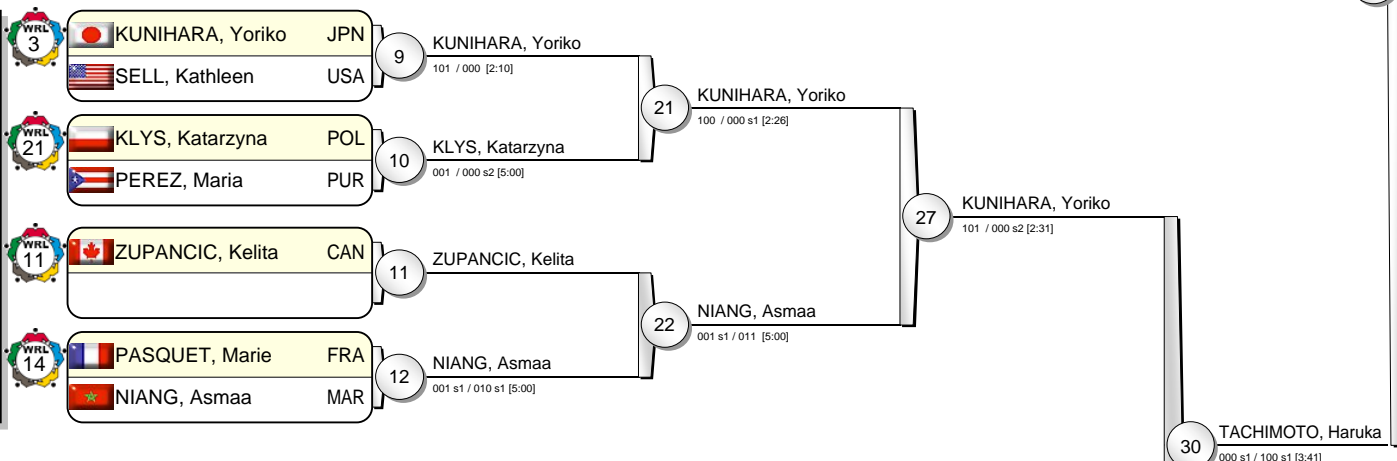 WRL
3
KUNIHARA, Yoriko JPN
SELL, Kathleen USA
9
KUNIHARA, Yoriko
101 / 000 [2:10]
21
KUNIHARA, Yoriko
100 / 000 s1 [2:26]
WRL
21
KLYS, Katarzyna POL
PEREZ, Maria PUR
10
KLYS, Katarzyna
001 / 000 s2 [5:00]
27
KUNIHARA, Yoriko
101 / 000 s2 [2:31]
WRL
11
ZUPANCIC, Kelita CAN
11
ZUPANCIC, Kelita
22
NIANG, Asmaa
001 s1 / 011 [5:00]
WRL
14
PASQUET, Marie FRA
NIANG, Asmaa MAR
12
NIANG, Asmaa
001 s1 / 010 s1 [5:00]
30
TACHIMOTO, Haruka
000 s1 / 100 s1 [3:41]